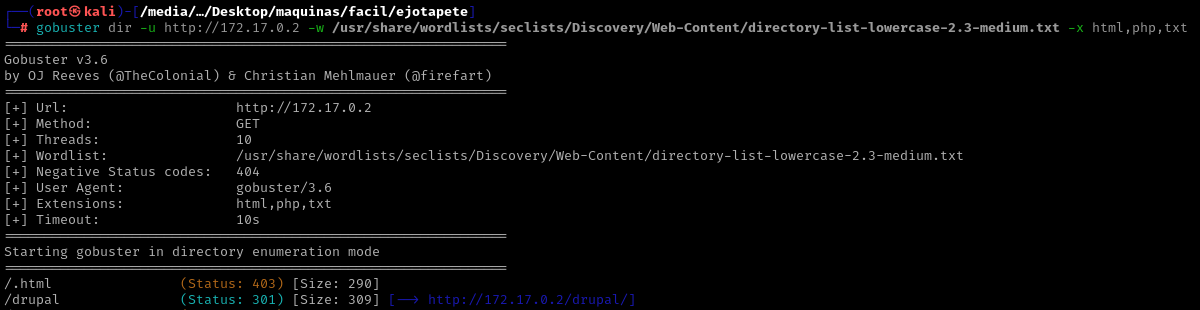 ┌──(root㉿kali)-[/media/…/Desktop/maquinas/facil/ejotapete]
└─# gobuster dir -u http://172.17.0.2 -w /usr/share/wordlists/seclists/Discovery/Web-Content/directory-list-lowercase-2.3-medium.txt -x html,php,txt
===============================================================
Gobuster v3.6
by OJ Reeves (@TheColonial) & Christian Mehlmauer (@firefart)
===============================================================
[+] Url:                     http://172.17.0.2
[+] Method:                  GET
[+] Threads:                 10
[+] Wordlist:                /usr/share/wordlists/seclists/Discovery/Web-Content/directory-list-lowercase-2.3-medium.txt
[+] Negative Status codes:   404
[+] User Agent:              gobuster/3.6
[+] Extensions:              html,php,txt
[+] Timeout:                 10s
===============================================================
Starting gobuster in directory enumeration mode
===============================================================
/.html                (Status: 403) [Size: 290]
/drupal               (Status: 301) [Size: 309] [--> http://172.17.0.2/drupal/]